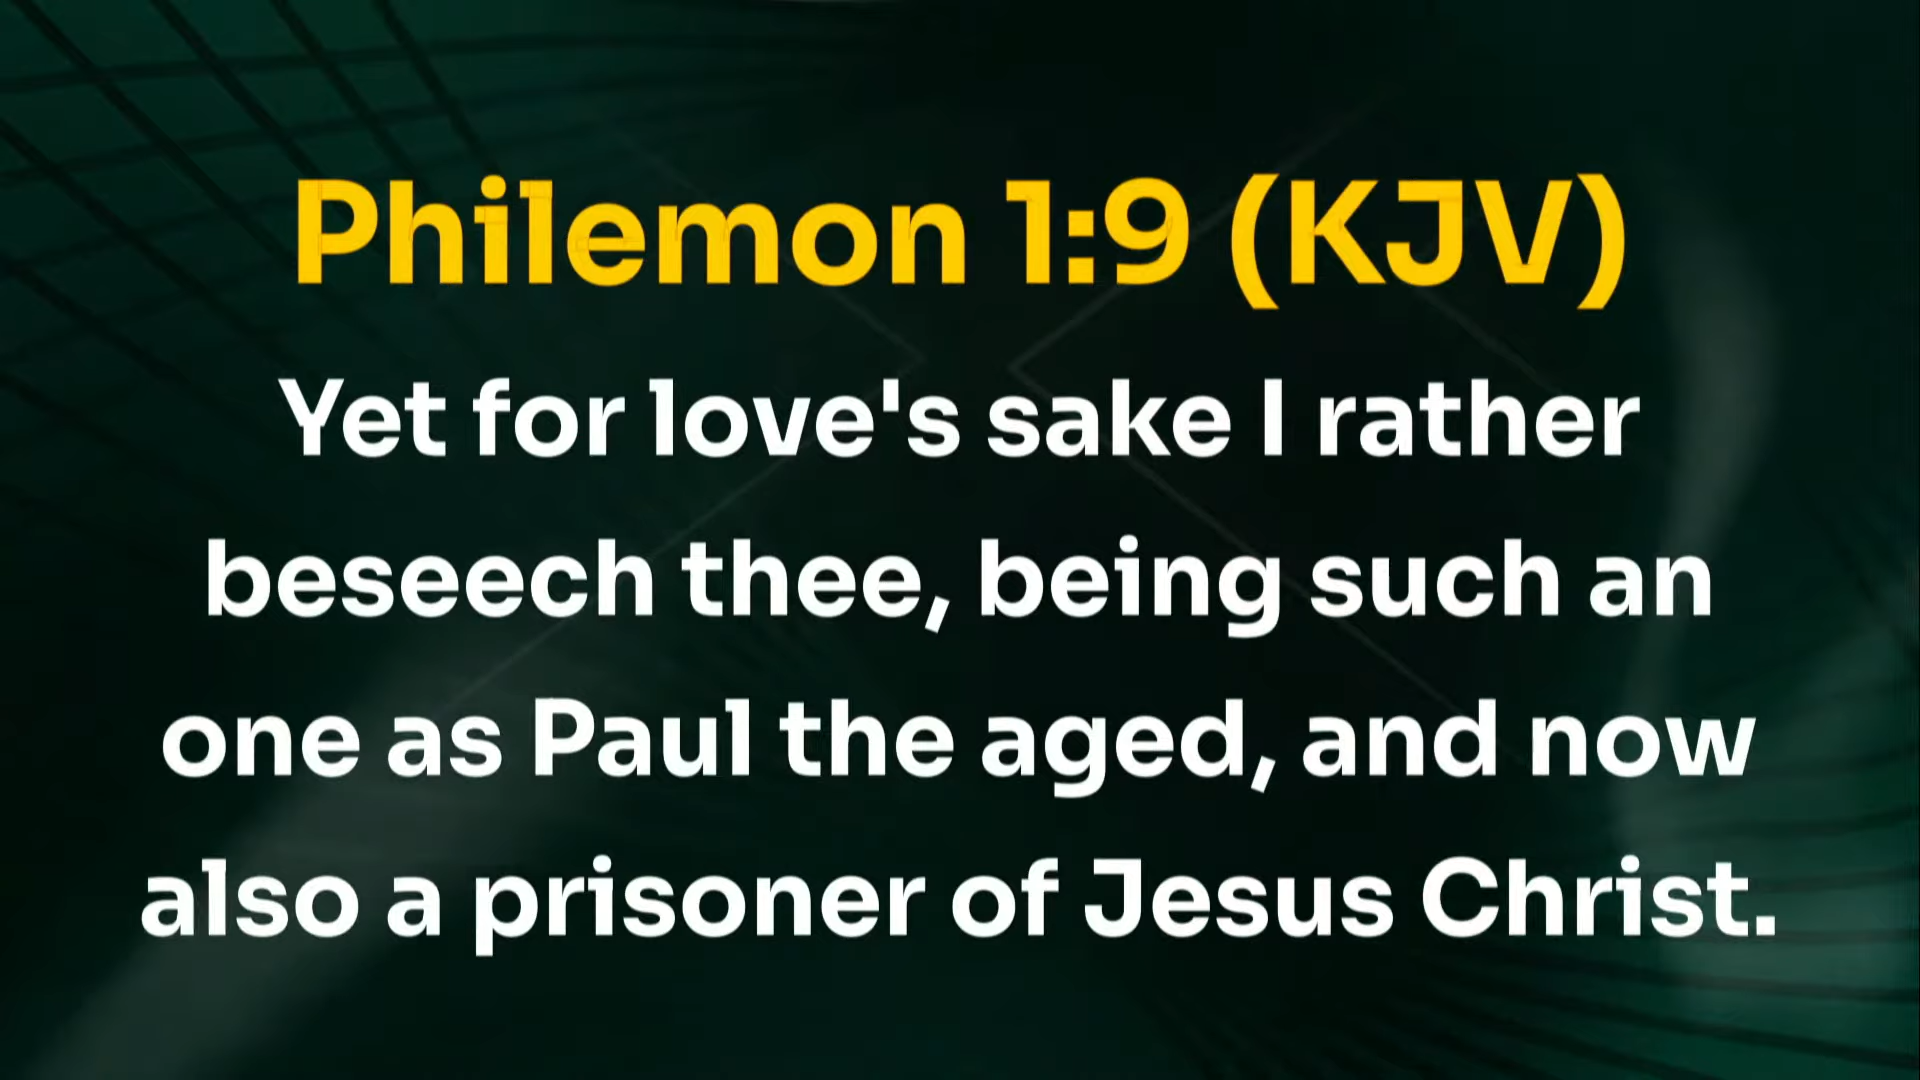 Philemon 1:9 (KJV)
Yet for love's sake I rather
beseech thee, being such an
one as Paul the aged, and now
also a prisoner of Jesus Christ.